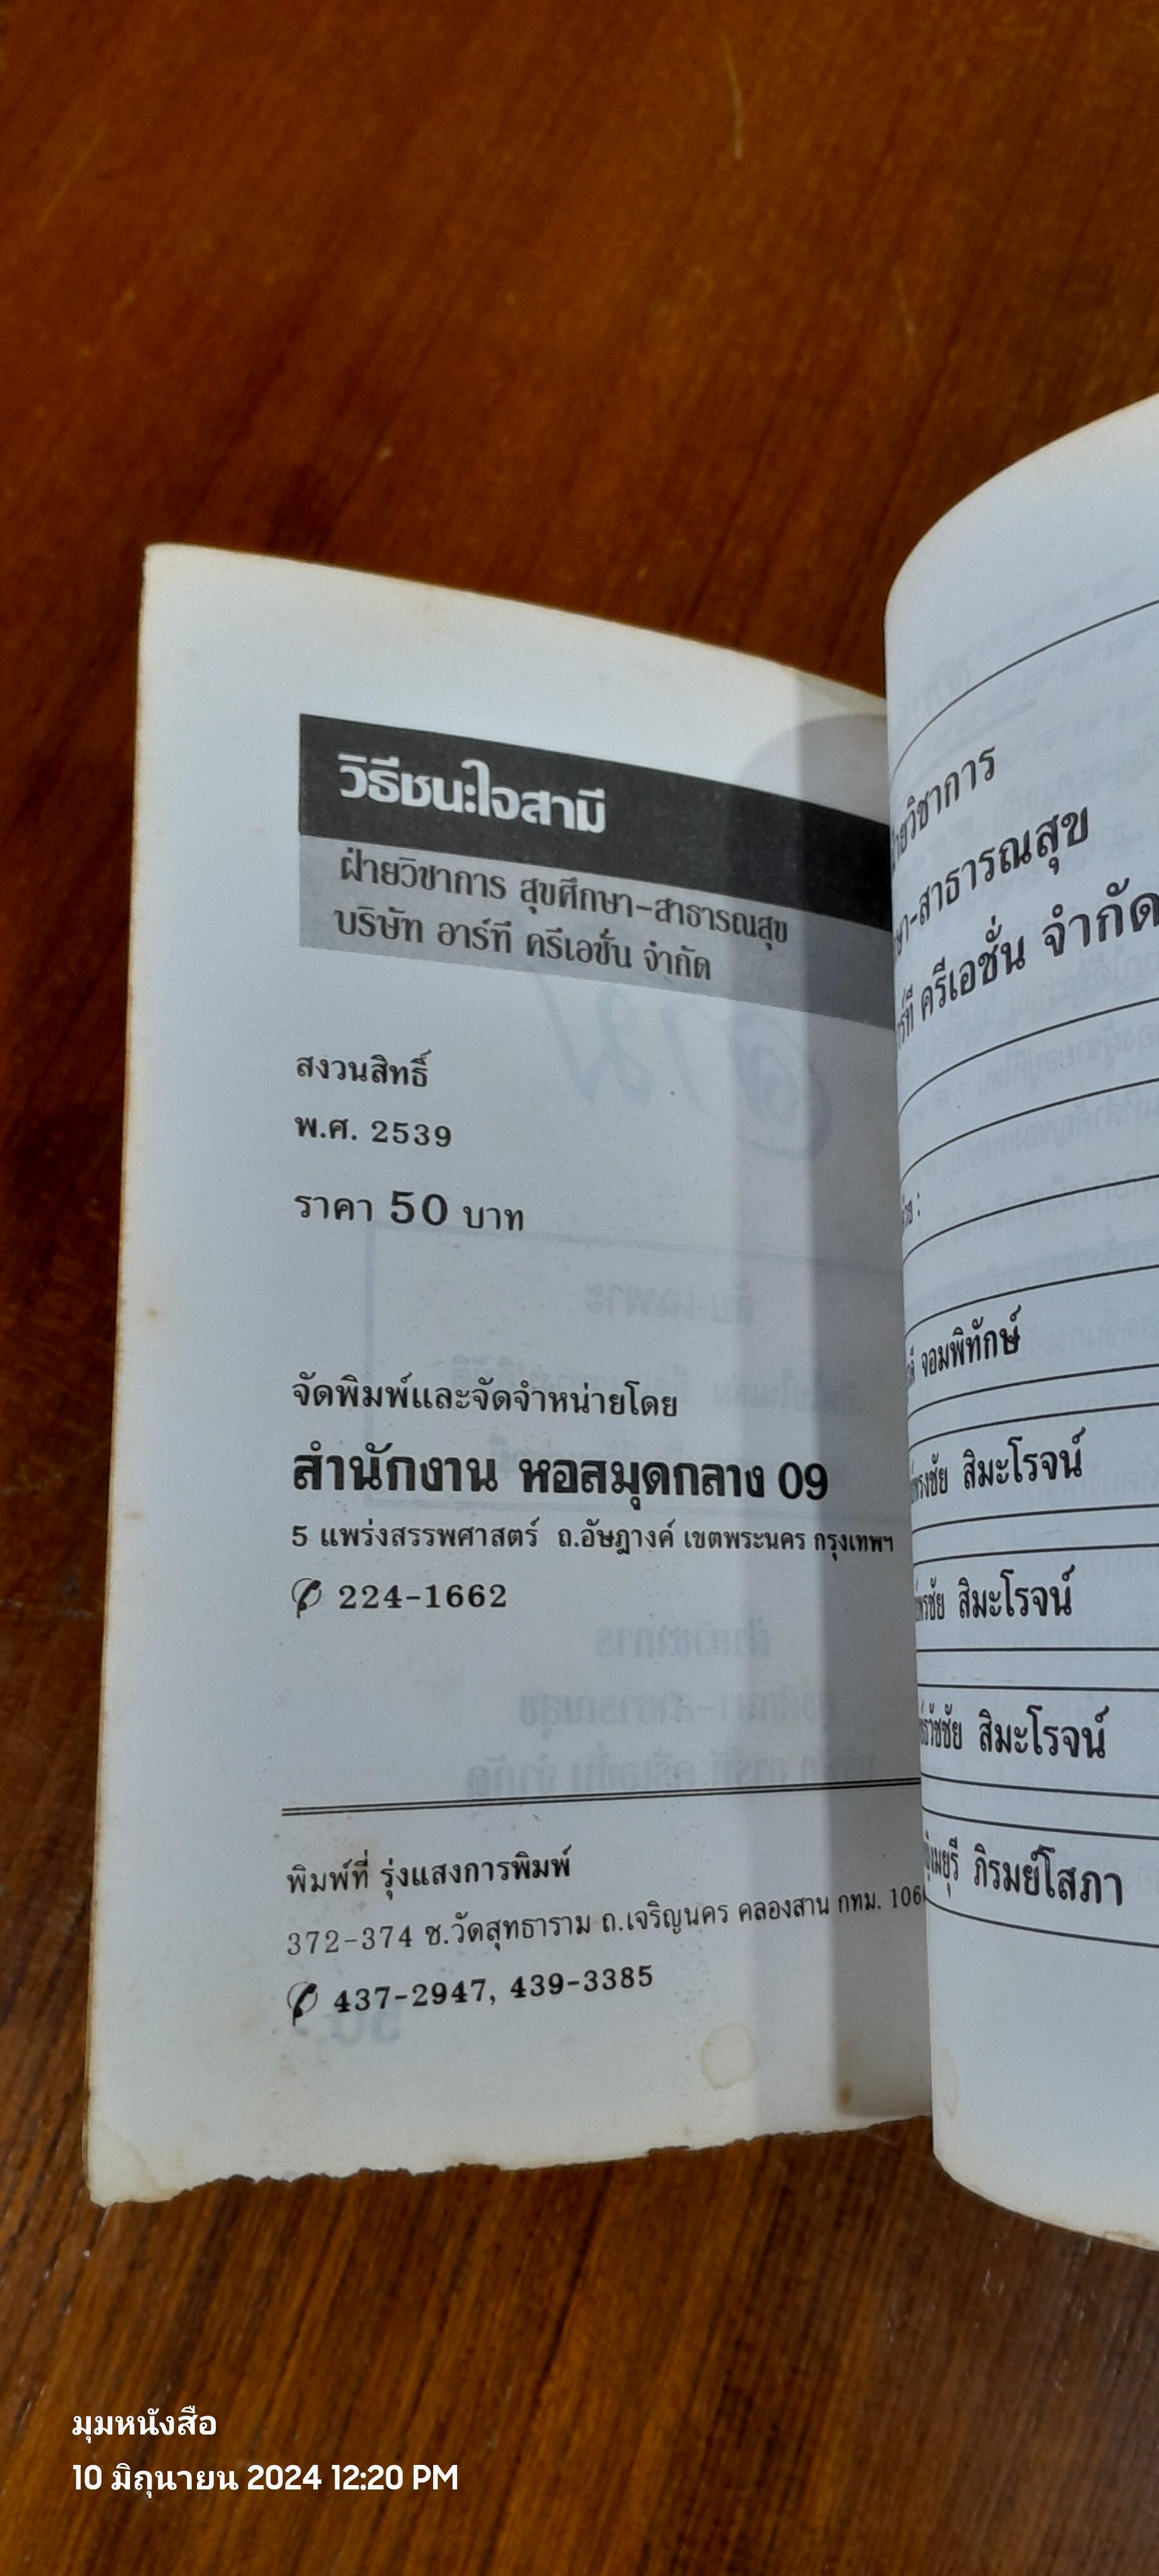 วิธีชนะใจสามี
ฝ่ายวิชาการ สุขศึกษา-สาธารณสุข
บริษัท อาร์ที ครีเอชั่น จำกัด
สงวนสิทธิ์
พ.ศ. 2539
ราคา 50 บาท
จัดพิมพ์และจัดจำหน่ายโดย
สำนักงาน หอสมุดกลาง 09
5 แพร่งสรรพศาสตร์ ถ.อัษฎางค์ เขตพระนคร กรุงเทพฯ
224-1662
พิมพ์ที่ รุ่งแสงการพิมพ์
372-374 ซ.วัดสุทธาราม ถ.เจริญนคร คลองสาน กทม.
437-2947, 439-3385
ยวิชาการ
-สาธารณสุข
ครีเอชั่น จำกัด
จอมพิทักษ์
สิมะโรจน์
สิมะโรจน์
สิมะโรจน์
ภิรมย์โสภา
มุมหนังสือ
10 มิถุนายน 2024 12:20 PM